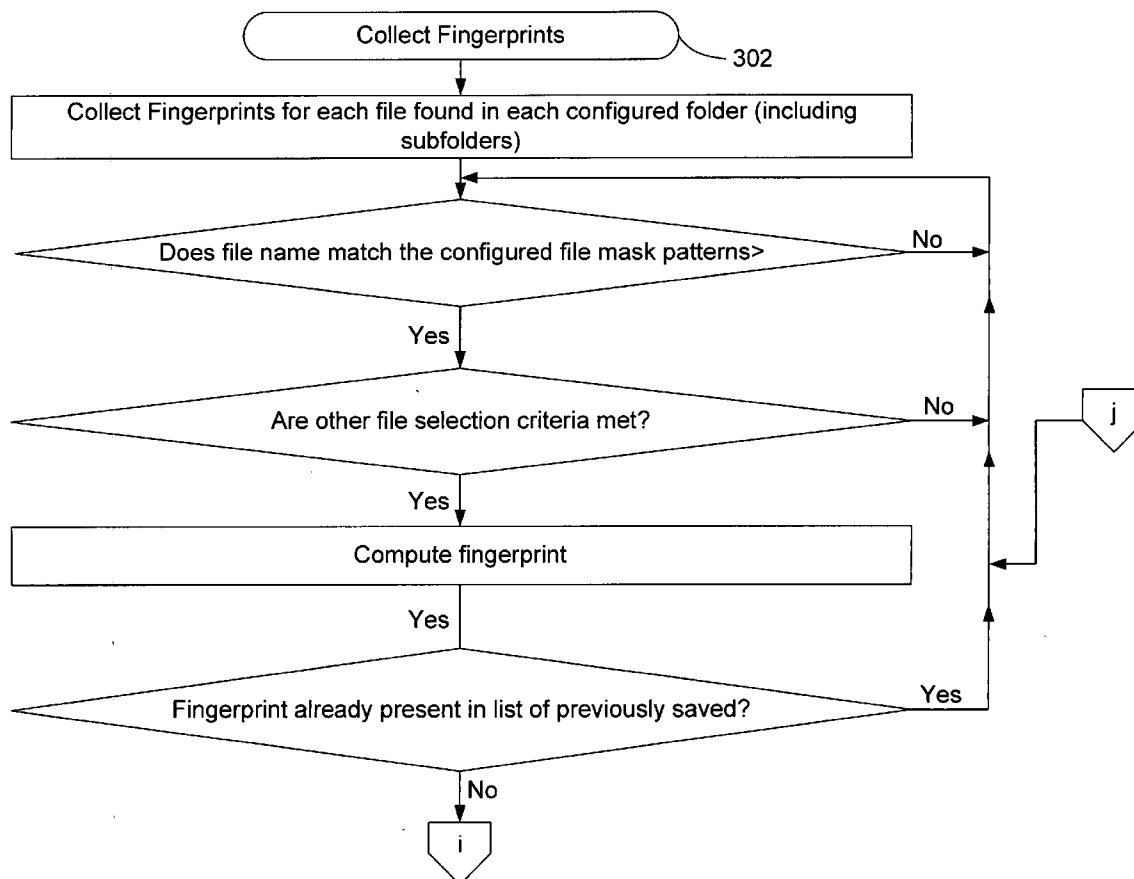 Collect Fingerprints
302
Collect Fingerprints for each file found in each configured folder (including
subfolders)
Does file name match the configured file mask patterns>
No
Yes
Are other file selection criteria met?
No
j
Yes
Compute fingerprint
Yes
Fingerprint already present in list of previously saved?
Yes
No
i